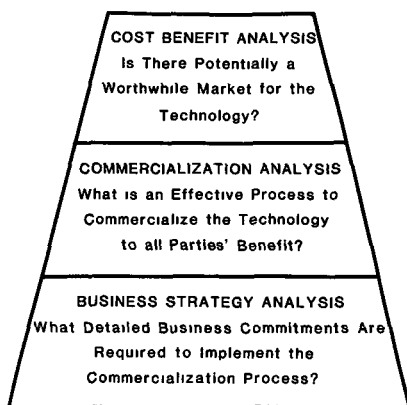 COST BENEFIT ANALYSIS
Is There Potentially a
Worthwhile Market for the
Technology?
COMMERCIALIZATION ANALYSIS
What is an Effective Process to
Commercialize the Technology
to all Parties' Benefit?
BUSINESS STRATEGY ANALYSIS
What Detailed Business Commitments Are
Required to Implement the
Commercialization Process?